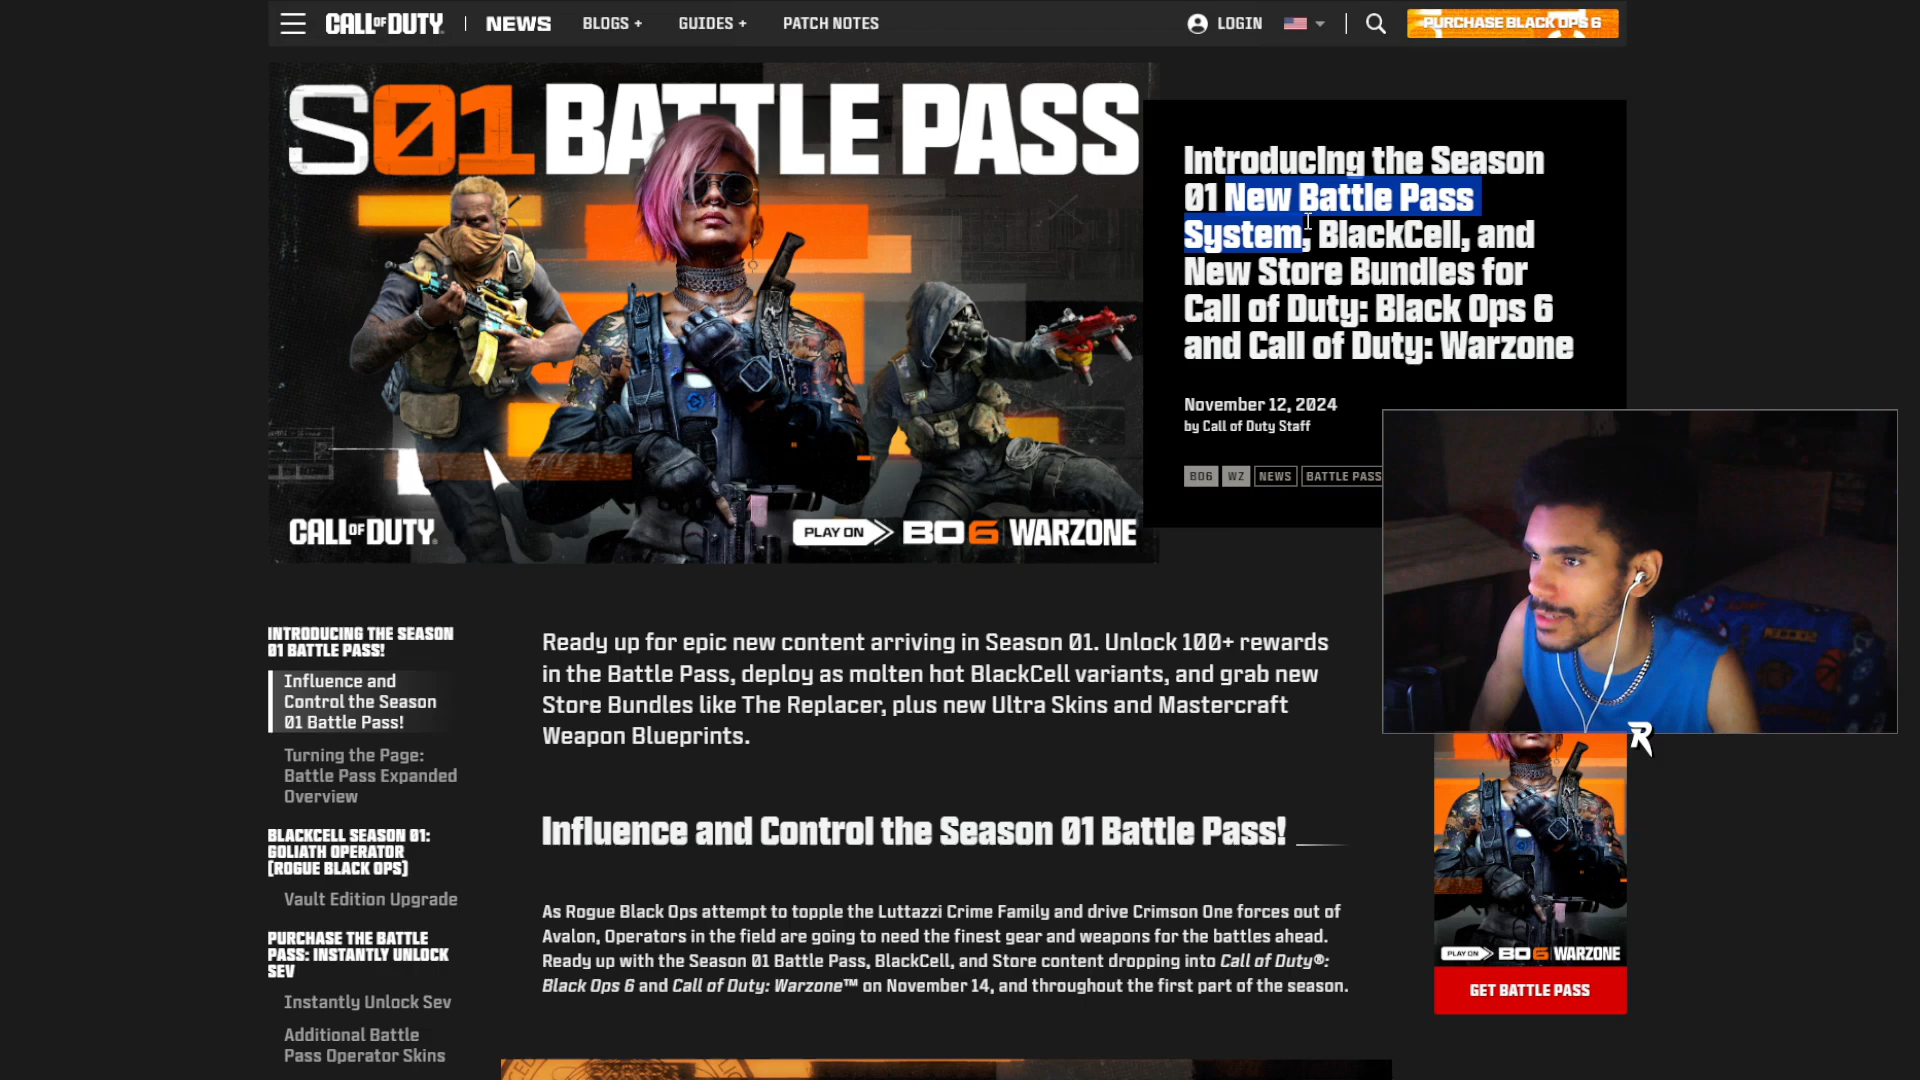 CALL OF DUTY
NEWS
BLOGS +
GUIDES +
PATCH NOTES
LOGIN
PURCHASE BLACK OPS 6
S01 BATTLE PASS
CALL OF DUTY
PLAY ON
BO6
WARZONE
Introducing the Season
01 New Battle Pass
System, BlackCell, and
New Store Bundles for
Call of Duty: Black Ops 6
and Call of Duty: Warzone
November 12, 2024
by Call of Duty Staff
BO6
WZ
NEWS
BATTLE PASS
INTRODUCING THE SEASON
01 BATTLE PASS!
Influence and
Control the Season
01 Battle Pass!
Turning the Page:
Battle Pass Expanded
Overview
BLACKCELL SEASON 01:
GOLIATH OPERATOR
[ROGUE BLACK OPS]
Vault Edition Upgrade
PURCHASE THE BATTLE
PASS: INSTANTLY UNLOCK
SEV
Instantly Unlock Sev
Additional Battle
Pass Operator Skins
Ready up for epic new content arriving in Season 01. Unlock 100+ rewards
in the Battle Pass, deploy as molten hot BlackCell variants, and grab new
Store Bundles like The Replacer, plus new Ultra Skins and Mastercraft
Weapon Blueprints.
Influence and Control the Season 01 Battle Pass!
As Rogue Black Ops attempt to topple the Luttazzi Crime Family and drive Crimson One forces out of
Avalon, Operators in the field are going to need the finest gear and weapons for the battles ahead.
Ready up with the Season 01 Battle Pass, BlackCell, and Store content dropping into Call of Duty®:
Black Ops 6 and Call of Duty: Warzone™ on November 14, and throughout the first part of the season.
R
PLAY ON
BO6
WARZONE
GET BATTLE PASS